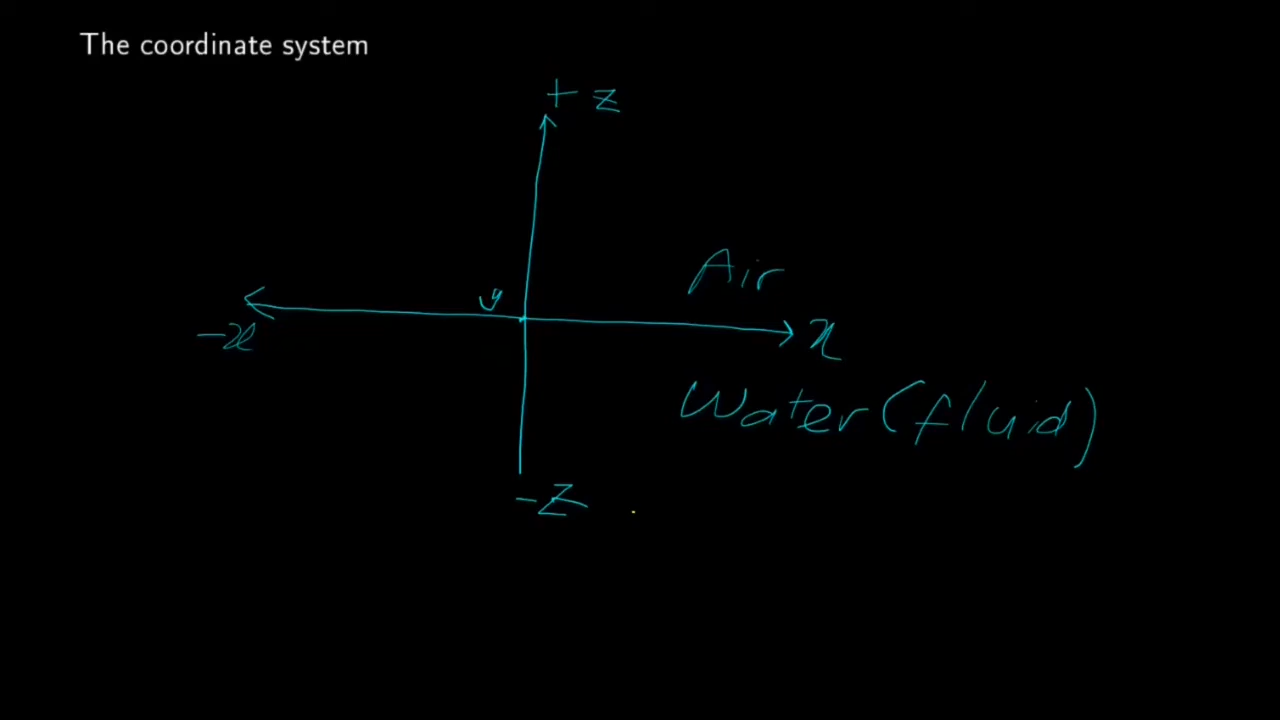 The coordinate system
+ z
Air
y
-x
x
Water (fluid)
-z